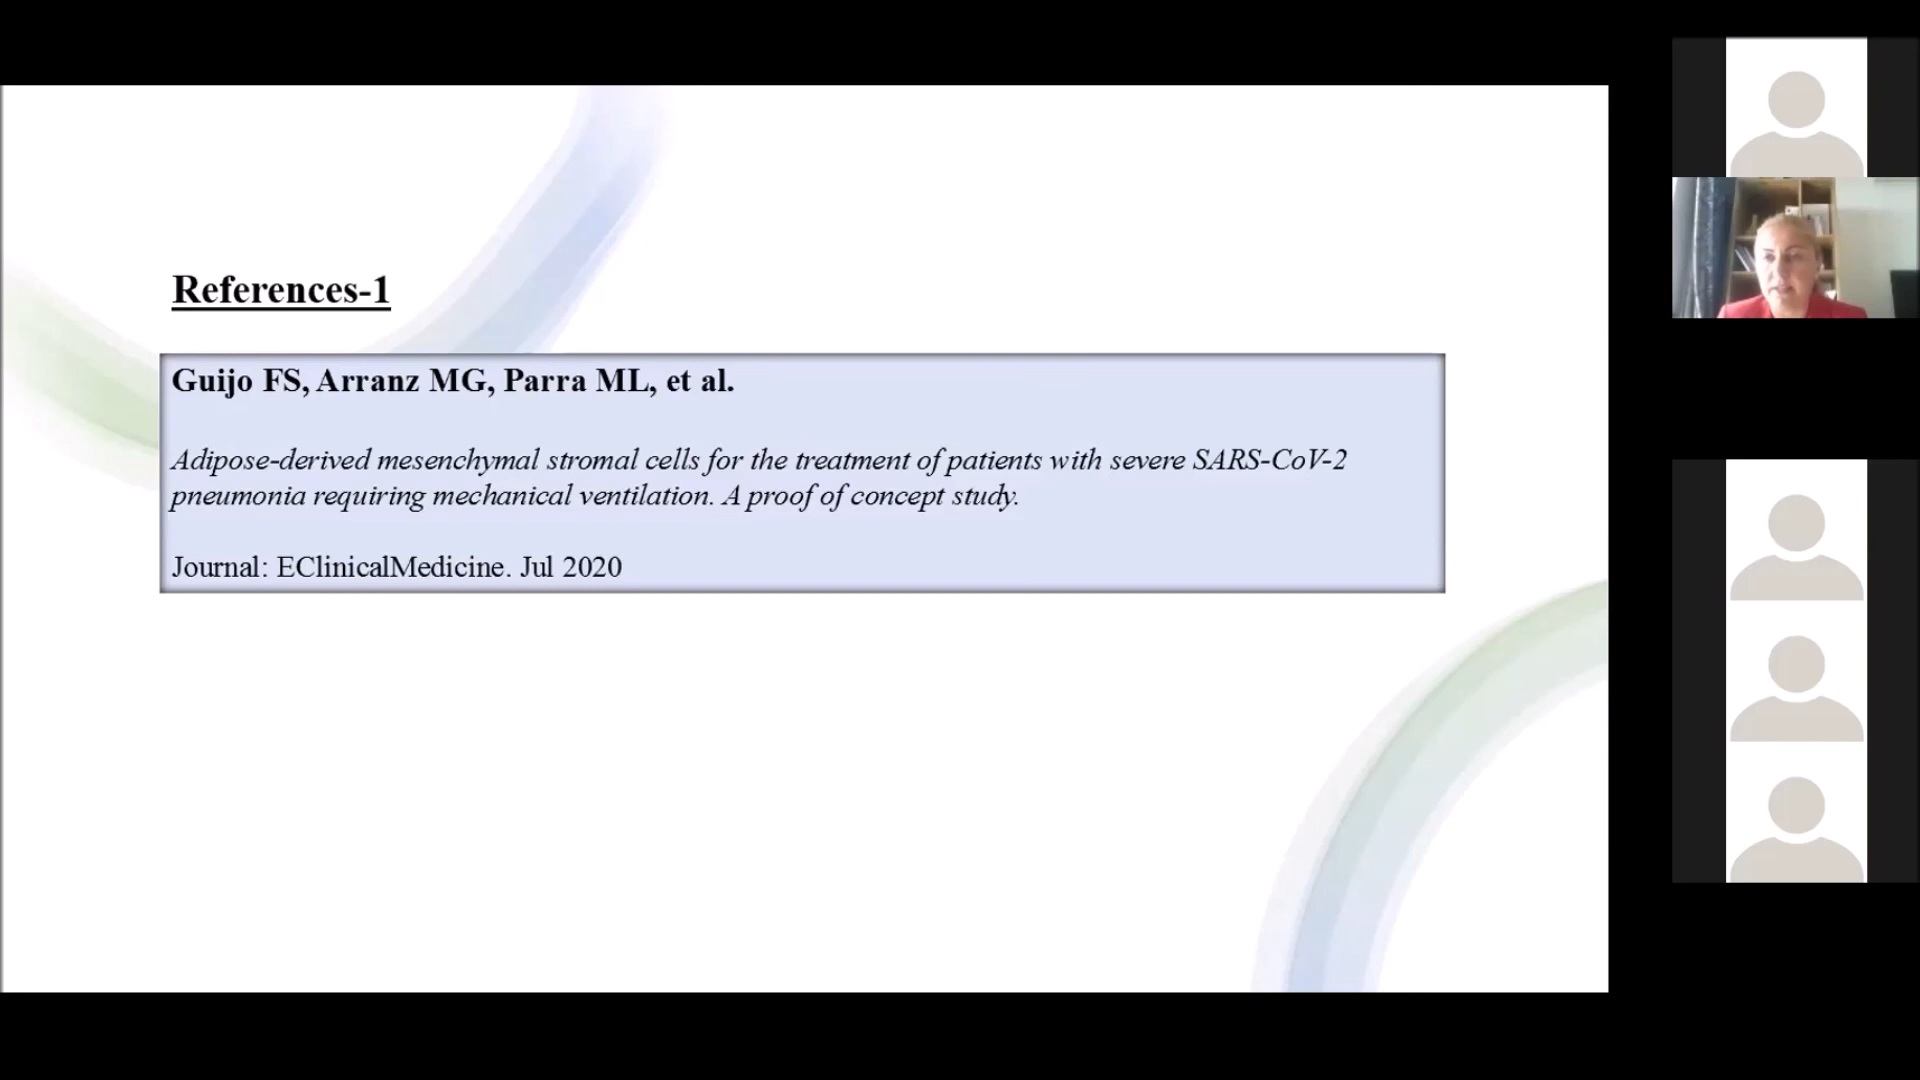 References-1
Guijo FS, Arranz MG, Parra ML, et al.
Adipose-derived mesenchymal stromal cells for the treatment of patients with severe SARS-CoV-2
pneumonia requiring mechanical ventilation. A proof of concept study.
Journal: EClinicalMedicine. Jul 2020